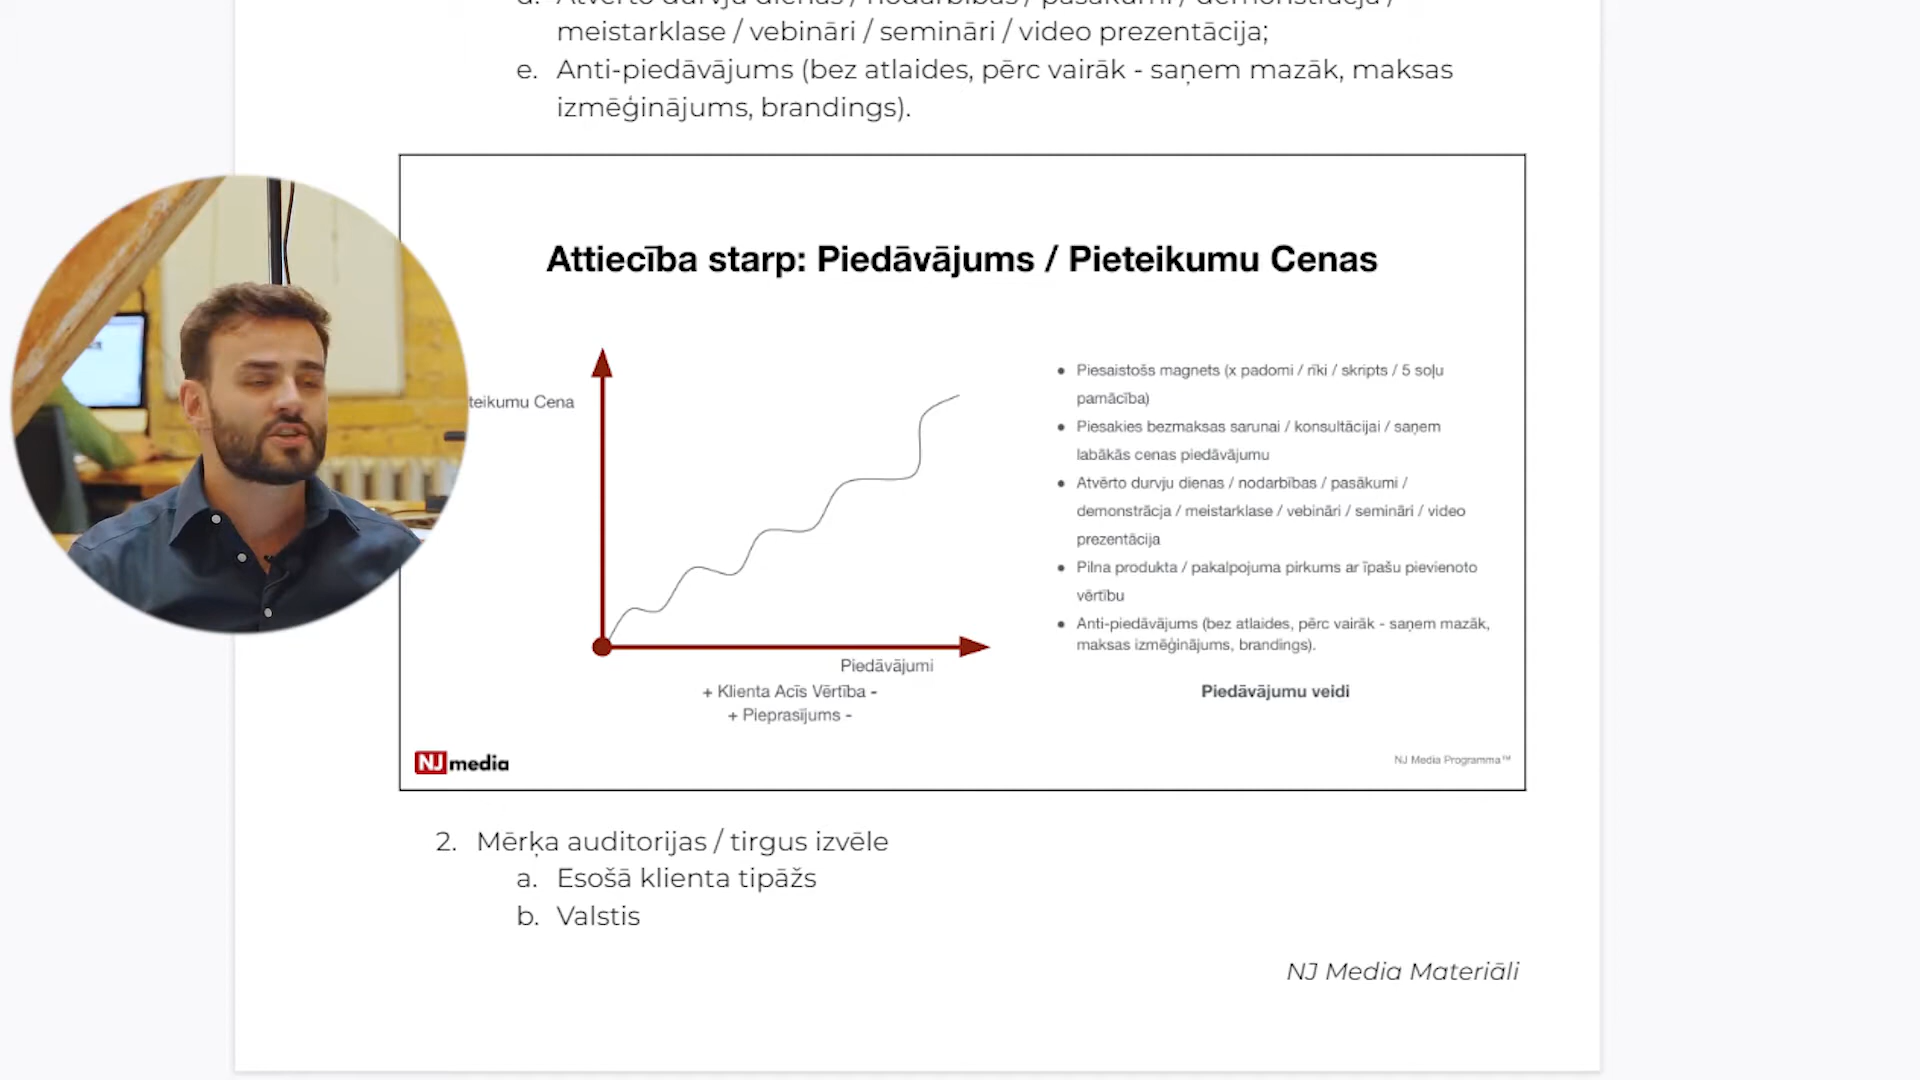 meistarklase / vebināri / semināri / video prezentācija;
e. Anti-piedāvājums (bez atlaides, pērc vairāk - saņem mazāk, maksas
izmēģinājums, brandings).
Attiecība starp: Piedāvājums / Pieteikumu Cenas
teikumu Cena
Piedāvājumi
+ Klienta Acīs Vērtība -
+ Pieprasījums -
• Piesaistošs magnets (x padomi / rīki / skripts / 5 soļu
pamācība)
• Piesakies bezmaksas sarunai / konsultācijai / saņem
labākās cenas piedāvājumu
• Atvērto durvju dienas / nodarbības / pasākumi /
demonstrācja / meistarklase / vebināri / semināri / video
prezentācija
• Pilna produkta / pakalpojuma pirkums ar īpašu pievienoto
vērtību
• Anti-piedāvājums (bez atlaides, pērc vairāk - saņem mazāk,
maksas izmēģinājums, brandings).
Piedāvājumu veidi
NJ media
NJ Media Programma™
2. Mērķa auditorijas / tirgus izvēle
a. Esošā klienta tipāžs
b. Valstis
NJ Media Materiāli